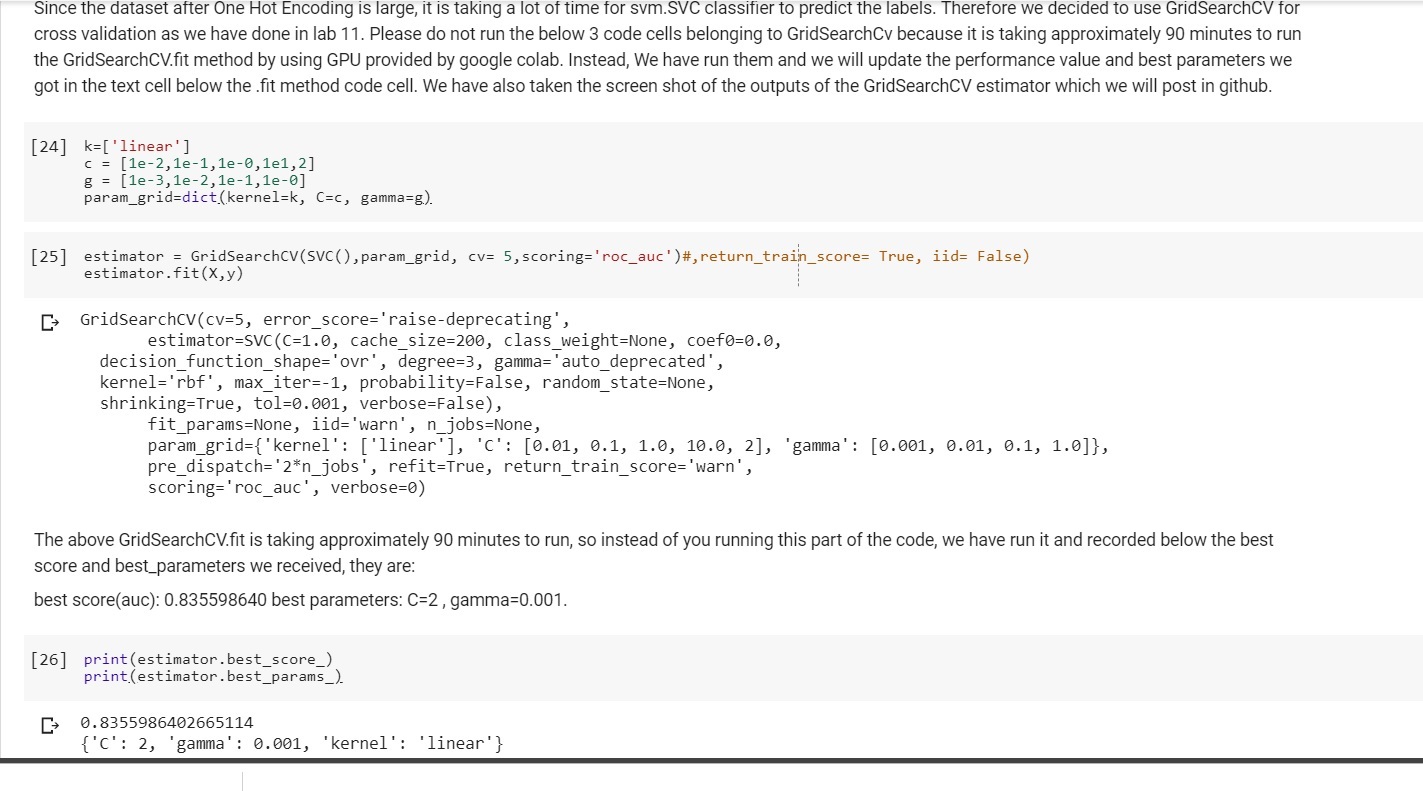 Since the dataset after One Hot Encoding is large, it is taking a lot of time for svm.SVC classifier to predict the labels. Therefore we decided to use GridSearchCV for
cross validation as we have done in lab 11. Please do not run the below 3 code cells belonging to GridSearchCv because it is taking approximately 90 minutes to run
the GridSearchCV.fit method by using GPU provided by google colab. Instead, We have run them and we will update the performance value and best parameters we
got in the text cell below the .fit method code cell. We have also taken the screen shot of the outputs of the GridSearchCV estimator which we will post in github.
[24] k=['linear']
c = [1e-2,1e-1,1e-0,1e1,2]
g = [1e-3,1e-2,1e-1,1e-0]
param_grid=dict(kernel=k, C=c, gamma=g)
[25] estimator = GridSearchCV(SVC(),param_grid, cv= 5,scoring='roc_auc')#,return_train_score= True, iid= False)
estimator.fit(X,y)
GridSearchCV(cv=5, error_score='raise-deprecating',
estimator=SVC(C=1.0, cache_size=200, class_weight=None, coef0=0.0,
decision_function_shape='ovr', degree=3, gamma='auto_deprecated',
kernel='rbf', max_iter=-1, probability=False, random_state=None,
shrinking=True, tol=0.001, verbose=False),
fit_params=None, iid='warn', n_jobs=None,
param_grid={'kernel': ['linear'], 'C': [0.01, 0.1, 1.0, 10.0, 2], 'gamma': [0.001, 0.01, 0.1, 1.0]},
pre_dispatch='2*n_jobs', refit=True, return_train_score='warn',
scoring='roc_auc', verbose=0)
The above GridSearchCV.fit is taking approximately 90 minutes to run, so instead of you running this part of the code, we have run it and recorded below the best
score and best_parameters we received, they are:
best score(auc): 0.835598640 best parameters: C=2 , gamma=0.001.
[26] print(estimator.best_score_)
print(estimator.best_params_)
0.8355986402665114
{'C': 2, 'gamma': 0.001, 'kernel': 'linear'}